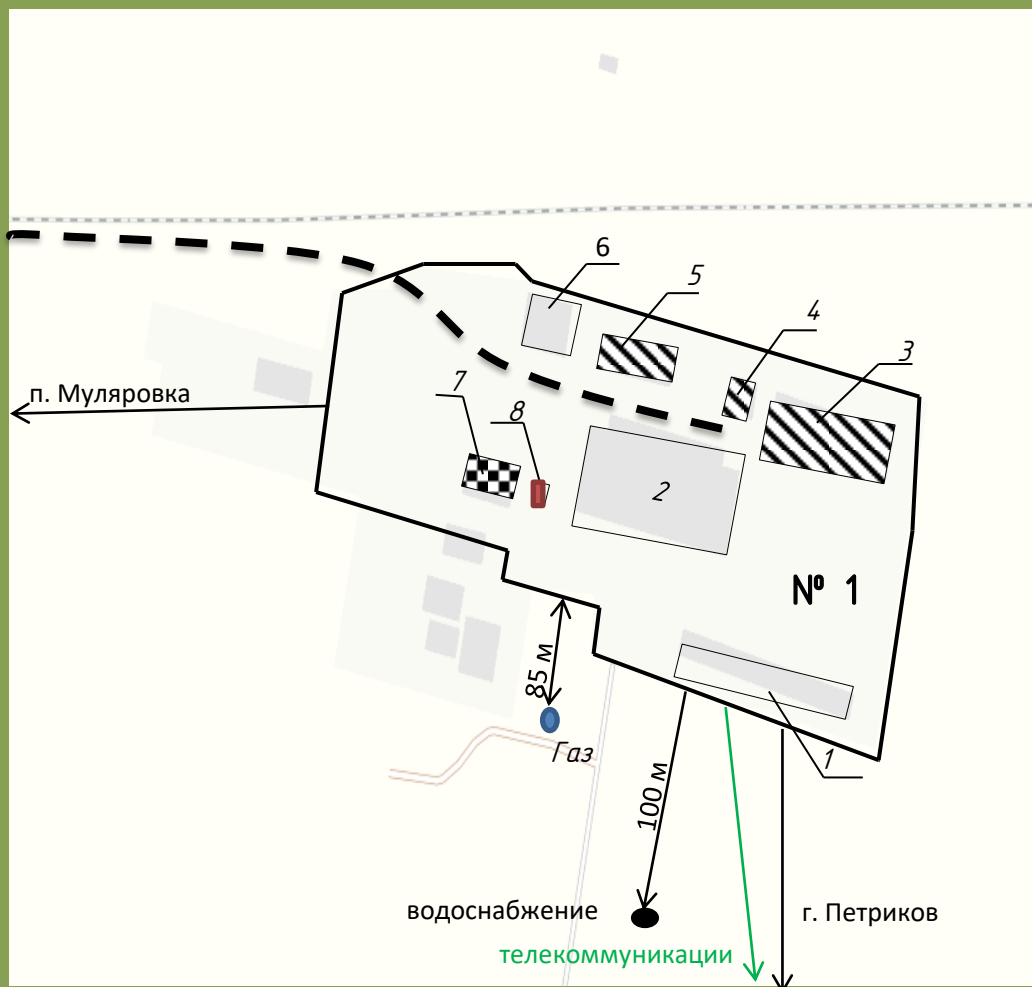 6
5
4
3
п. Муляровка
7
8
2
№ 1
85 м
Газ
1
100 м
водоснабжение
г. Петриков
телекоммуникации